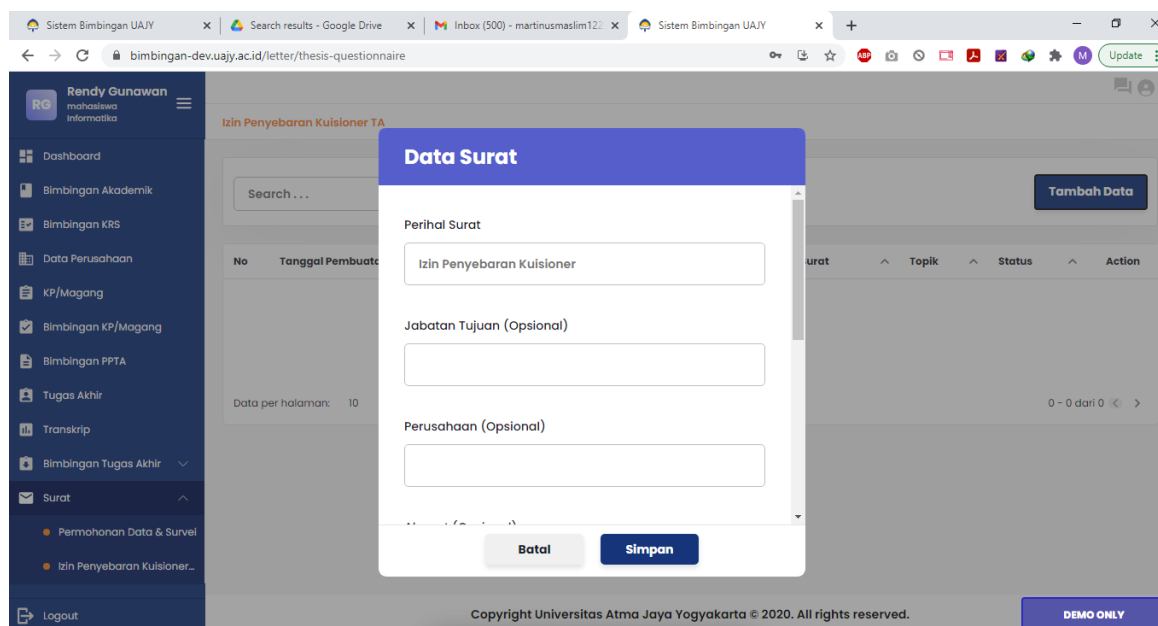 Sistem Bimbingan UAJY
Search results - Google Drive
Inbox (500) - martinusmaslim122
Sistem Bimbingan UAJY
bimbingan-dev.uajy.ac.id/letter/thesis-questionnaire
ABP
M
Update
RG
Rendy Gunawan
mahasiswa
Informatika
Dashboard
Bimbingan Akademik
Bimbingan KRS
Data Perusahaan
KP/Magang
Bimbingan KP/Magang
Bimbingan PPTA
Tugas Akhir
Transkrip
Bimbingan Tugas Akhir
Surat
Permohonan Data & Survei
Izin Penyebaran Kuisioner...
Logout
Izin Penyebaran Kuisioner TA
Search . . .
Tambah Data
No Tanggal Pembuata urat Topik Status Action
Data per halaman: 10
0 - 0 dari 0
Data Surat
Perihal Surat
Izin Penyebaran Kuisioner
Jabatan Tujuan (Opsional)
Perusahaan (Opsional)
Batal
Simpan
Copyright Universitas Atma Jaya Yogyakarta © 2020. All rights reserved.
DEMO ONLY